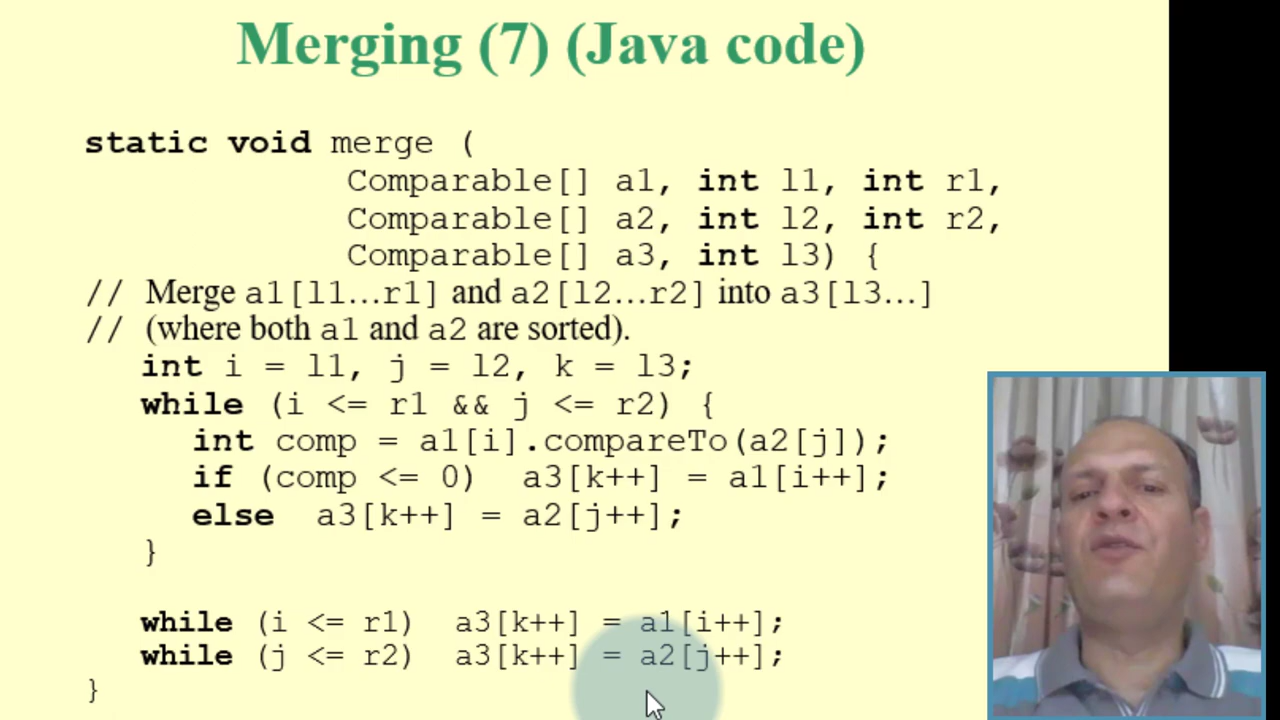 Merging (7) (Java code)
static void merge (
Comparable[] a1, int l1, int r1,
Comparable[] a2, int l2, int r2,
Comparable[] a3, int l3) {
// Merge a1[l1...r1] and a2[l2...r2] into a3[l3...]
// (where both a1 and a2 are sorted).
int i = l1, j = l2, k = l3;
while (i <= r1 && j <= r2) {
int comp = a1[i].compareTo(a2[j]);
if (comp <= 0) a3[k++] = a1[i++];
else a3[k++] = a2[j++];
}
while (i <= r1) a3[k++] = a1[i++];
while (j <= r2) a3[k++] = a2[j++];
}